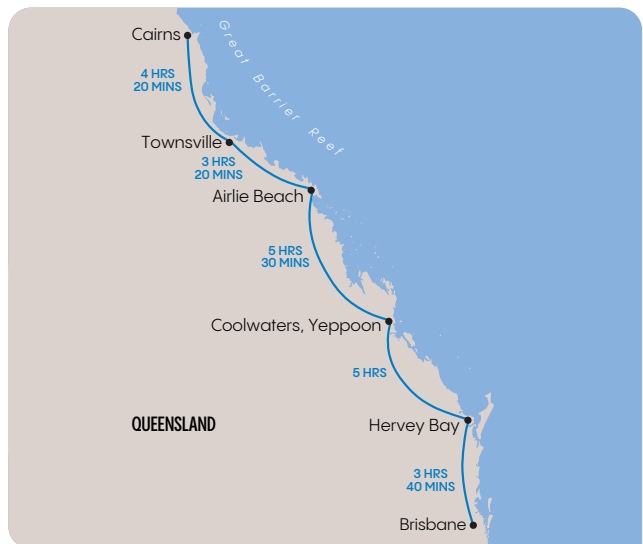 Cairns
Great Barrier Reef
4 HRS
20 MINS
Townsville
3 HRS
20 MINS
Airlie Beach
5 HRS
30 MINS
Coolwaters, Yeppoon
5 HRS
QUEENSLAND
Hervey Bay
3 HRS
40 MINS
Brisbane